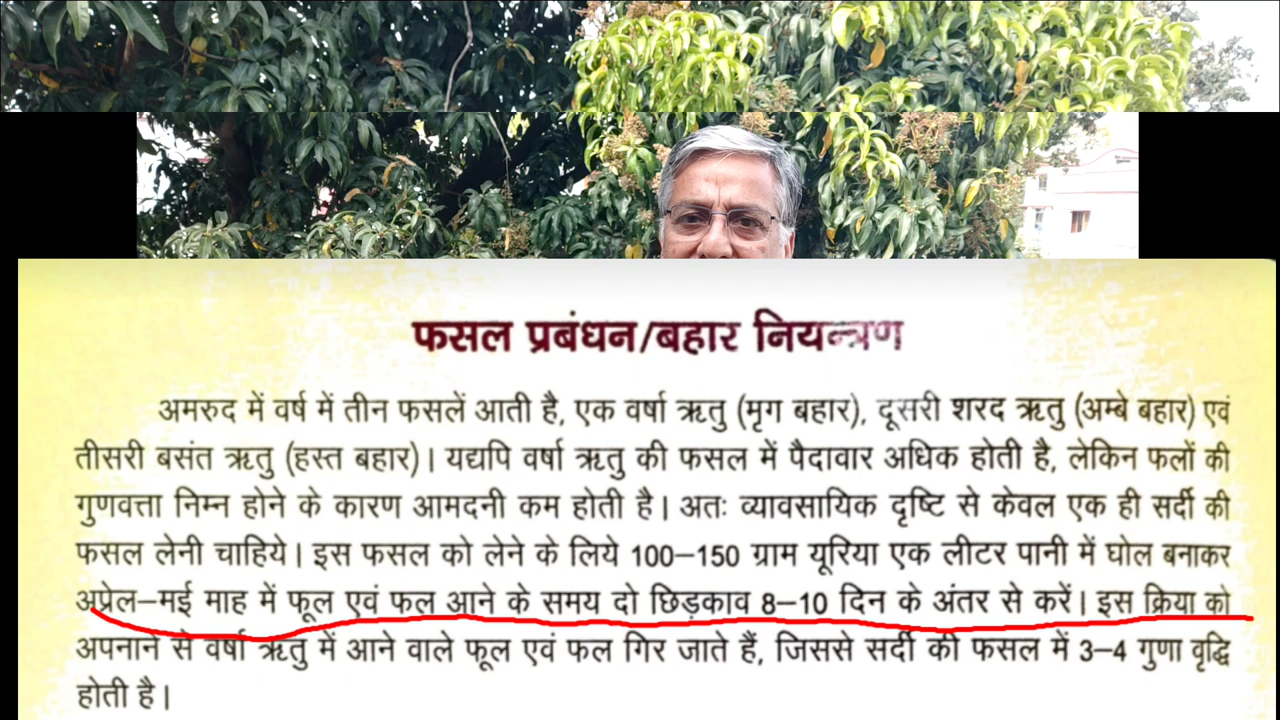 फसल प्रबंधन/बहार नियन्त्रण
अमरुद में वर्ष में तीन फसलें आती है, एक वर्षा ऋतु (मृग बहार), दूसरी शरद ऋतु (अम्बे बहार) एवं
तीसरी बसंत ऋतु (हस्त बहार)। यद्यपि वर्षा ऋतु की फसल में पैदावार अधिक होती है, लेकिन फलों की
गुणवत्ता निम्न होने के कारण आमदनी कम होती है। अतः व्यावसायिक दृष्टि से केवल एक ही सर्दी की
फसल लेनी चाहिये। इस फसल को लेने के लिये 100–150 ग्राम यूरिया एक लीटर पानी में घोल बनाकर
अप्रेल–मई माह में फूल एवं फल आने के समय दो छिड़काव 8–10 दिन के अंतर से करें। इस क्रिया को
अपनाने से वर्षा ऋतु में आने वाले फूल एवं फल गिर जाते हैं, जिससे सर्दी की फसल में 3–4 गुणा वृद्धि
होती है।